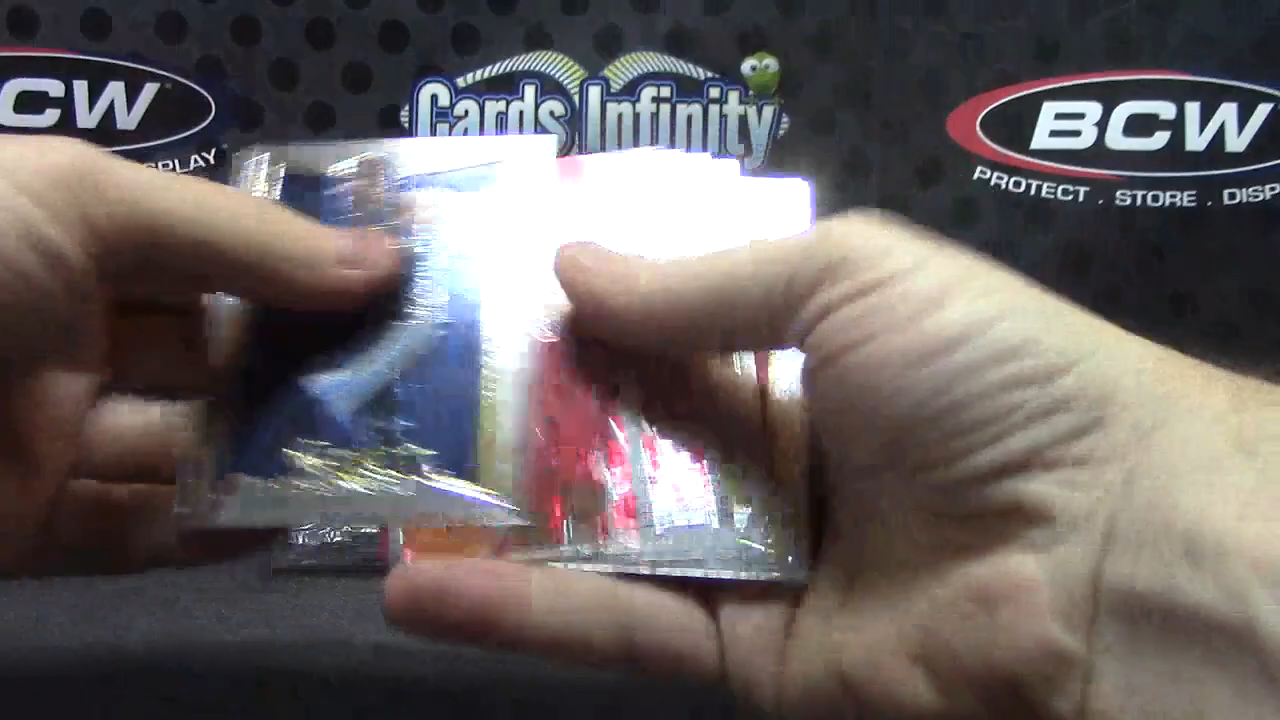 CW
PLAY
Cards Infinity
BCW
PROTECT . STORE . DISP